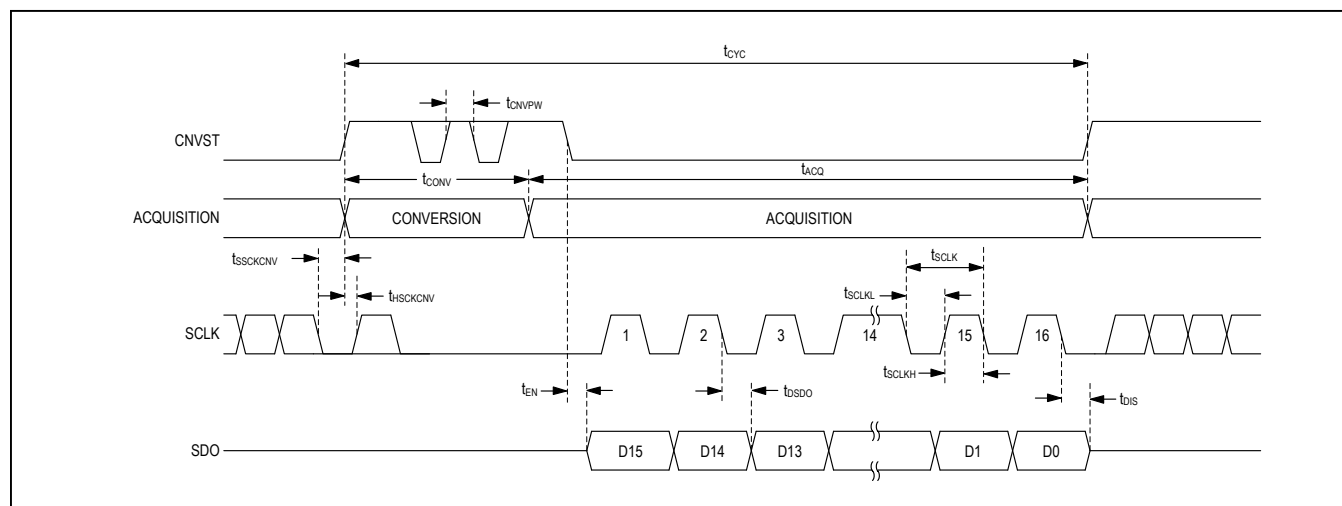 tCYC
tCNVPW
CNVST
tCONV
tACQ
ACQUISITION
CONVERSION
ACQUISITION
tSSCKCNV
tHSCKCNV
tSCLK
tSCLKL
SCLK
1
2
3
14
15
16
tSCLKH
tEN
tDSDO
tDIS
SDO
D15
D14
D13
D1
D0